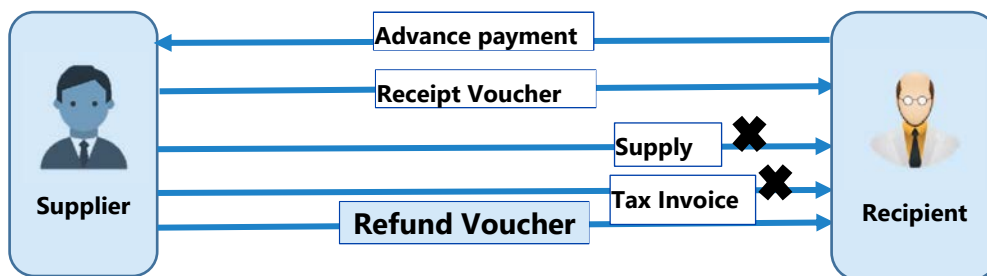 Advance payment
Receipt Voucher
Supply
Tax Invoice
Supplier
Refund Voucher
Recipient